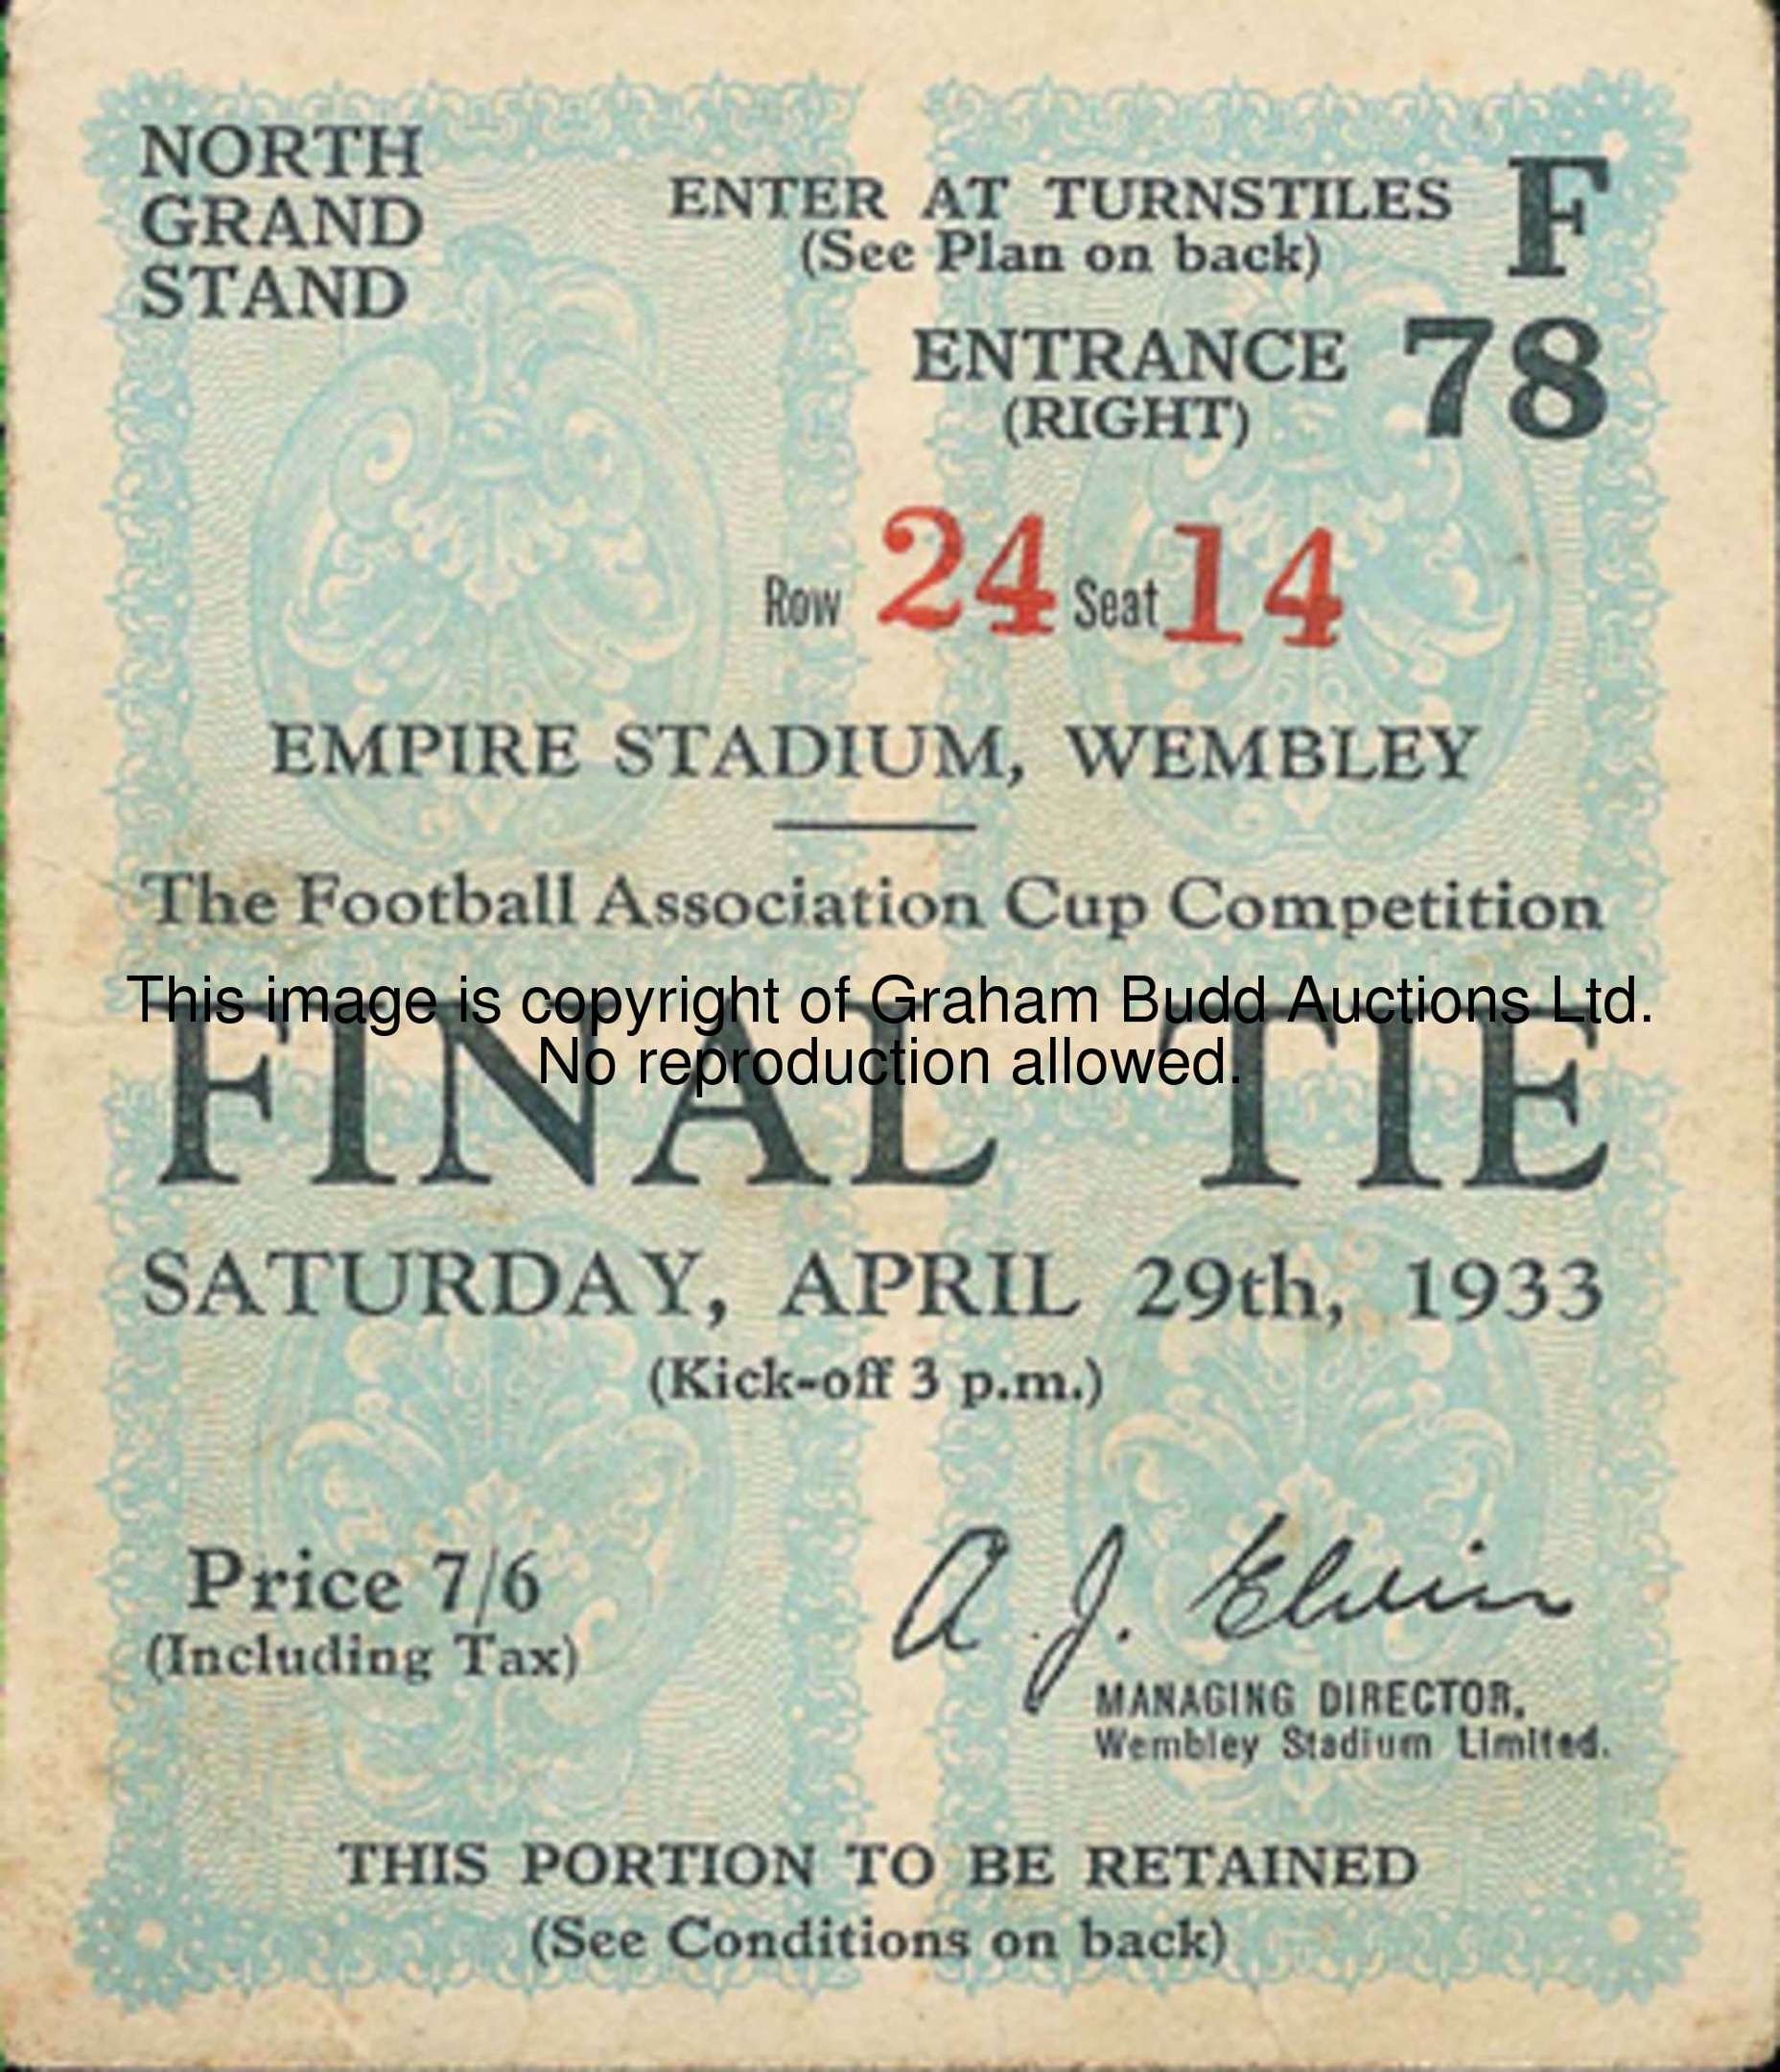 NORTH
GRAND
STAND
ENTER AT TURNSTILES F
(See Plan on back)
ENTRANCE 78
(RIGHT)
Row 24 Seat 14
EMPIRE STADIUM, WEMBLEY
The Football Association Cup Competition
This image is copyright of Graham Budd Auctions Ltd.
No reproduction allowed.
FINAL TIE
SATURDAY, APRIL 29th, 1933
(Kick-off 3 p.m.)
Price 7/6
(Including Tax)
A. J. Elvin
MANAGING DIRECTOR,
Wembley Stadium Limited.
THIS PORTION TO BE RETAINED
(See Conditions on back)